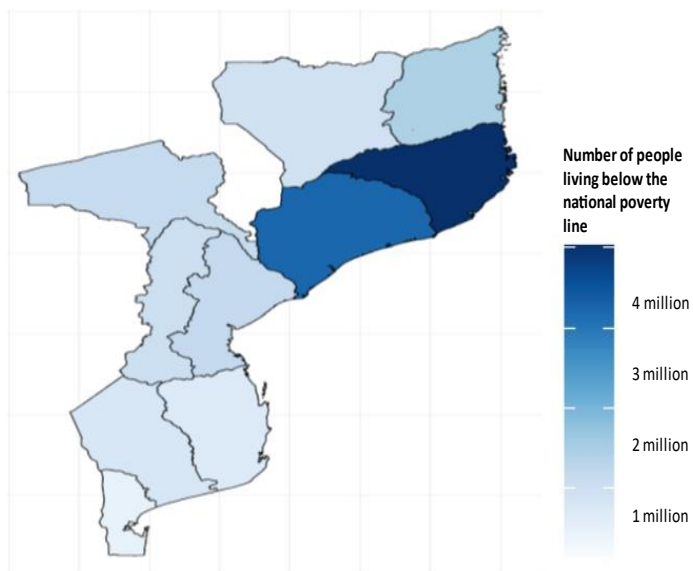 Number of people
living below the
national poverty
line
4 million
3 million
2 million
1 million